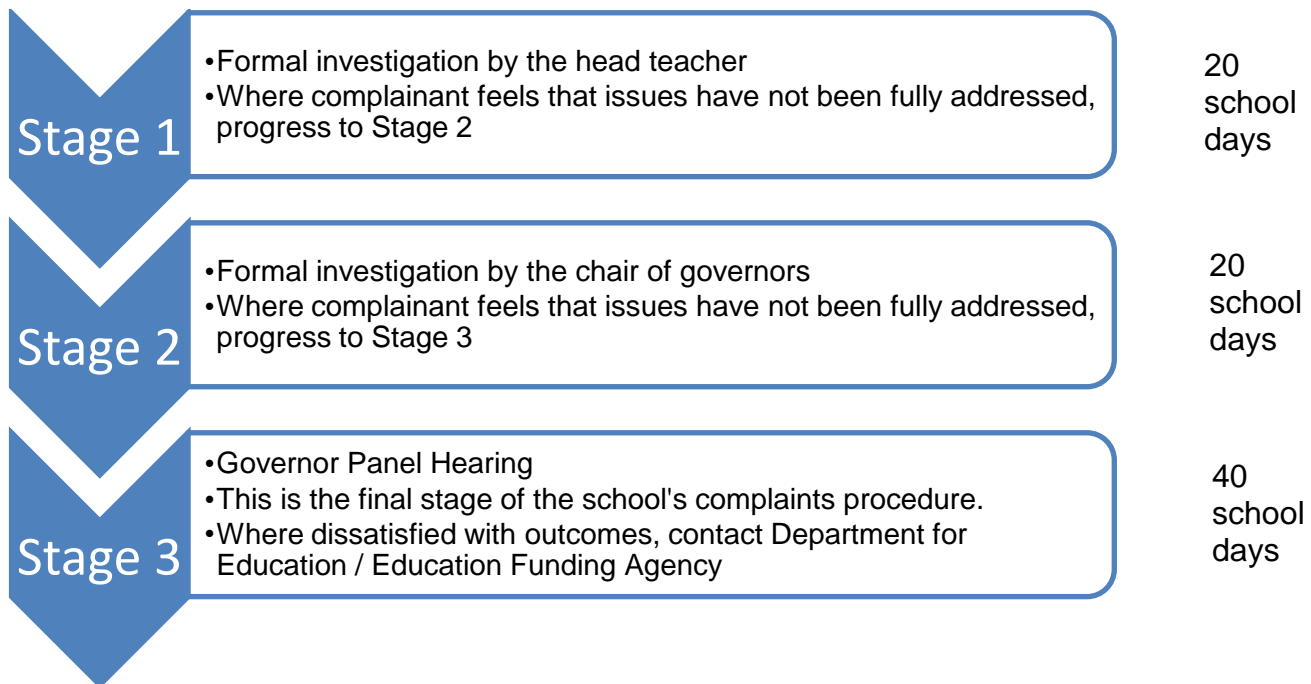 Stage 1
•Formal investigation by the head teacher
•Where complainant feels that issues have not been fully addressed,
progress to Stage 2
20
school
days
Stage 2
•Formal investigation by the chair of governors
•Where complainant feels that issues have not been fully addressed,
progress to Stage 3
20
school
days
Stage 3
•Governor Panel Hearing
•This is the final stage of the school's complaints procedure.
•Where dissatisfied with outcomes, contact Department for
Education / Education Funding Agency
40
school
days